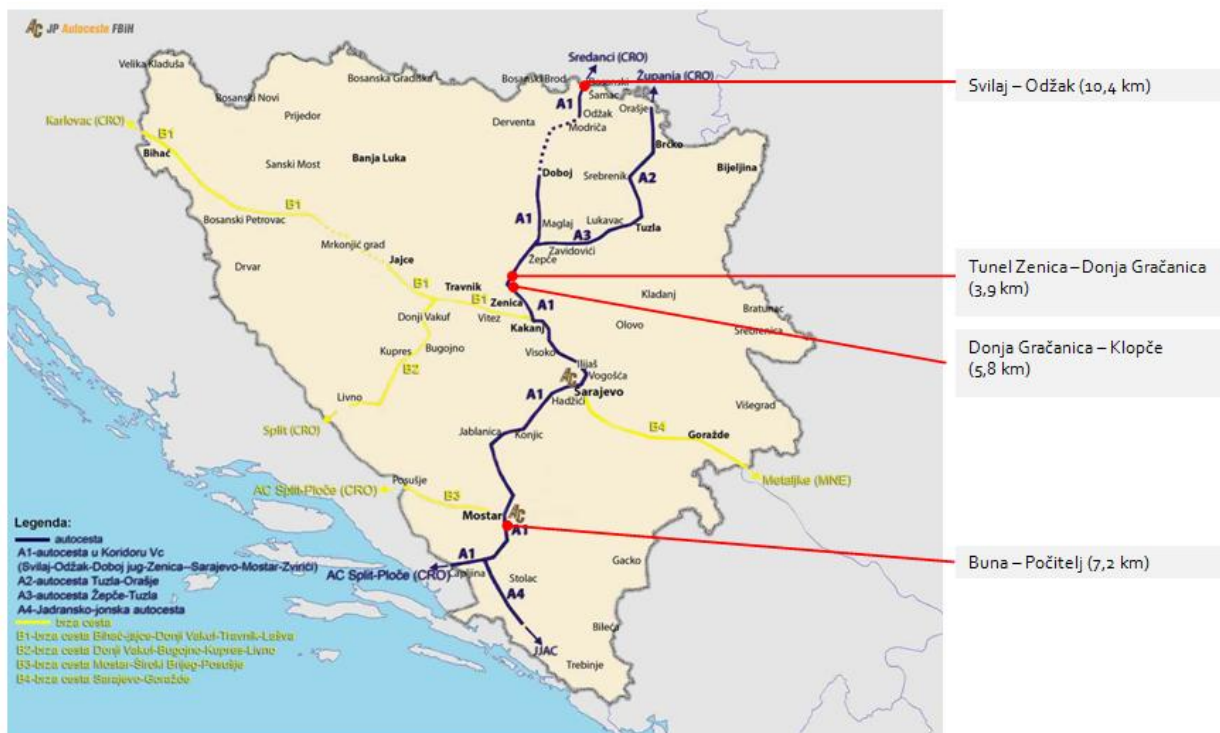 AC JP Autoceste FBiH
Sredanci (CRO)
Velika Kladuša
Bosanska Gradiška
Bosanski Brod
Bosanski
Županja (CRO)
Šamac
Svilaj – Odžak (10,4 km)
Bosanski Novi
A1
Orašje
Prijedor
Odžak
Karlovac (CRO)
Derventa
Modriča
B1
Bihać
Brčko
Sanski Most
Banja Luka
Bijeljina
Doboj
Srebrenik
A2
Bosanski Petrovac
B1
A1
Maglaj
Lukavac
Tuzla
A3
Mrkonjić grad
Zavidovići
Drvar
Jajce
Žepče
Tunel Zenica – Donja Gračanica
(3,9 km)
B1
Travnik
Kladanj
B1
Zenica
A1
Bratunac
Donji Vakuf
Vitez
Kakanj
Olovo
Srebrenica
Kupres
Bugojno
Visoko
Donja Gračanica – Klopče
(5,8 km)
B2
Ilijaš
AC
Vogošća
Livno
A1
Sarajevo
Hadžići
Višegrad
Split (CRO)
Jablanica
Konjic
B4
Goražde
Metaljke (MNE)
Posušje
AC Split-Ploče (CRO)
B3
Mostar
AC
A1
Legenda:
autocesta
A1-autocesta u Koridoru Vc
(Svilaj-Odžak-Doboj jug-Zenica–Sarajevo-Mostar-Zvirići)
A2-autocesta Tuzla-Orašje
A3-autocesta Žepče-Tuzla
A4-Jadransko-jonska autocesta
brza cesta
B1-brza cesta Bihać-jajce-Donji Vakuf-Travnik-Lašva
B2-brza cesta Donji Vakuf-Bugojno-Kupres-Livno
B3-brza cesta Mostar-Široki Brijeg-Posušje
B4-brza cesta Sarajevo-Goražde
Gacko
Buna – Počitelj (7,2 km)
A1
AC Split-Ploče (CRO)
Čapljina
Stolac
A4
Bileća
JJAC
Trebinje